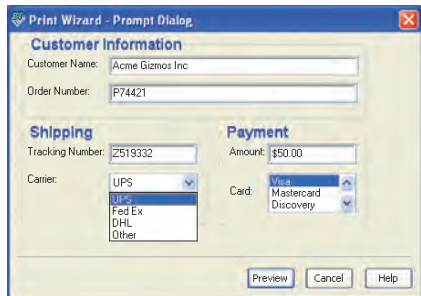 Print Wizard - Prompt Dialog
Customer Information
Customer Name: Acme Gizmos Inc
Order Number: P74421
Shipping
Tracking Number: Z519332
Carrier: UPS
UPS
Fed Ex
DHL
Other
Payment
Amount: $50.00
Card: Visa
Mastercard
Discovery
Preview Cancel Help